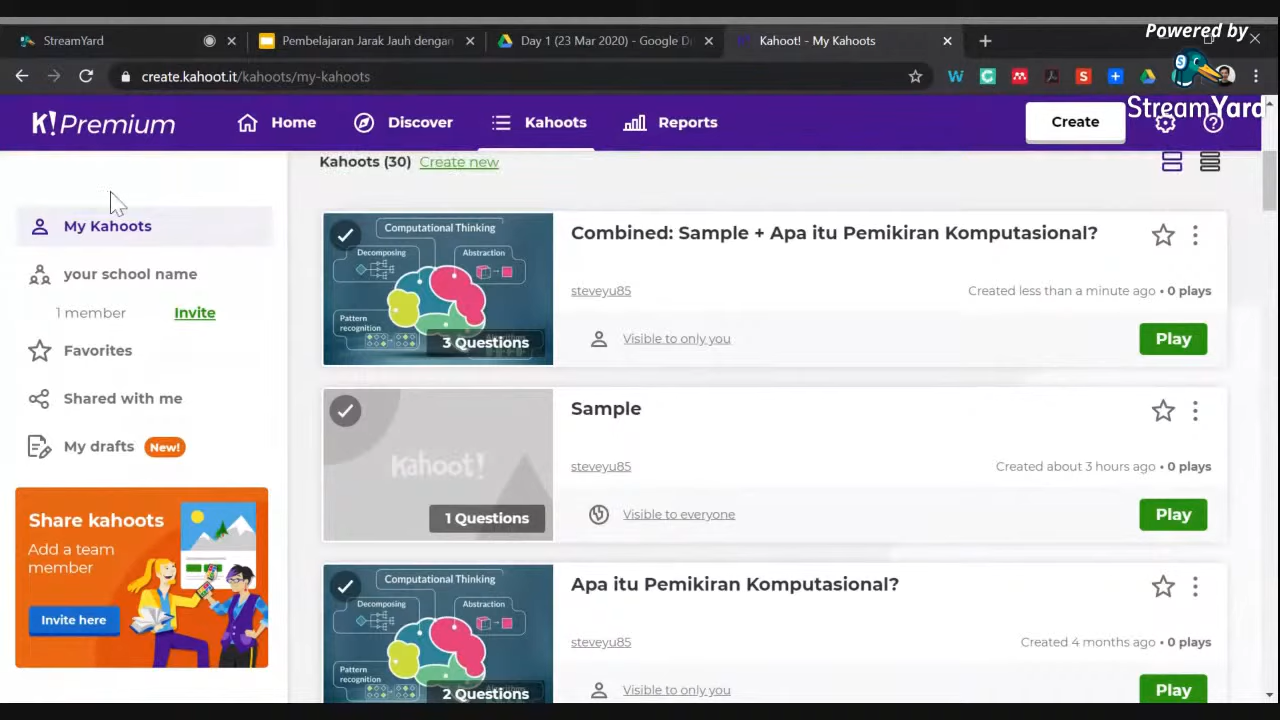 Powered by
StreamYard
StreamYard
Pembelajaran Jarak Jauh dengan
Day 1 (23 Mar 2020) - Google D
Kahoot! - My Kahoots
create.kahoot.it/kahoots/my-kahoots
K! Premium
Home
Discover
Kahoots
Reports
Create
Kahoots (30) Create new
My Kahoots
your school name
1 member
Invite
Favorites
Shared with me
My drafts New!
Share kahoots
Add a team
member
Invite here
Computational Thinking
Decomposing
Abstraction
Pattern
recognition
3 Questions
Combined: Sample + Apa itu Pemikiran Komputasional?
steveyu85
Created less than a minute ago • 0 plays
Visible to only you
Play
Kahoot!
1 Questions
Sample
steveyu85
Created about 3 hours ago • 0 plays
Visible to everyone
Play
Computational Thinking
Decomposing
Abstraction
Pattern
recognition
2 Questions
Apa itu Pemikiran Komputasional?
steveyu85
Created 4 months ago • 0 plays
Visible to only you
Play